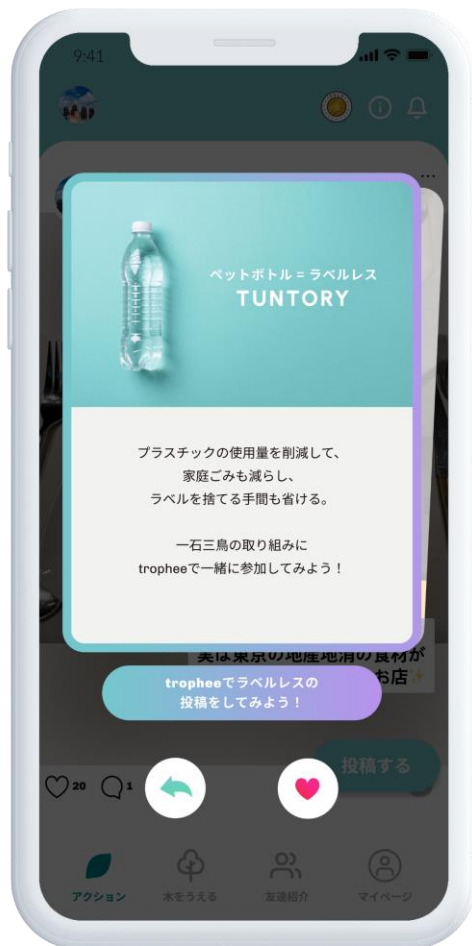 9:41
ペットボトル = ラベルレス
TUNTORY
プラスチックの使用量を削減して、
家庭ごみも減らし、
ラベルを捨てる手間も省ける。
一石三鳥の取り組みに
tropheeで一緒に参加してみよう！
実は東京の地産地消の食材が
お店✨
tropheeでラベルレスの
投稿をしてみよう！
投稿する
20
1
アクション
木をうえる
友達紹介
マイページ